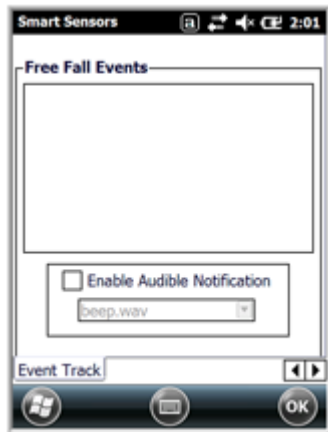 Smart Sensors a 2:01
Free Fall Events
Enable Audible Notification
beep.wav
Event Track
OK